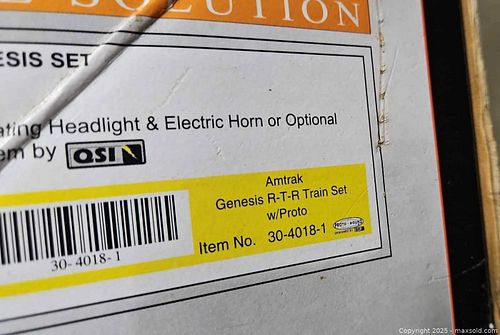 SOLUTION
ESIS SET
ating Headlight & Electric Horn or Optional
em by QSI
Amtrak
Genesis R-T-R Train Set
w/Proto
Item No. 30-4018-1
30-4018-1
Copyright © 2025 - maxsold.com